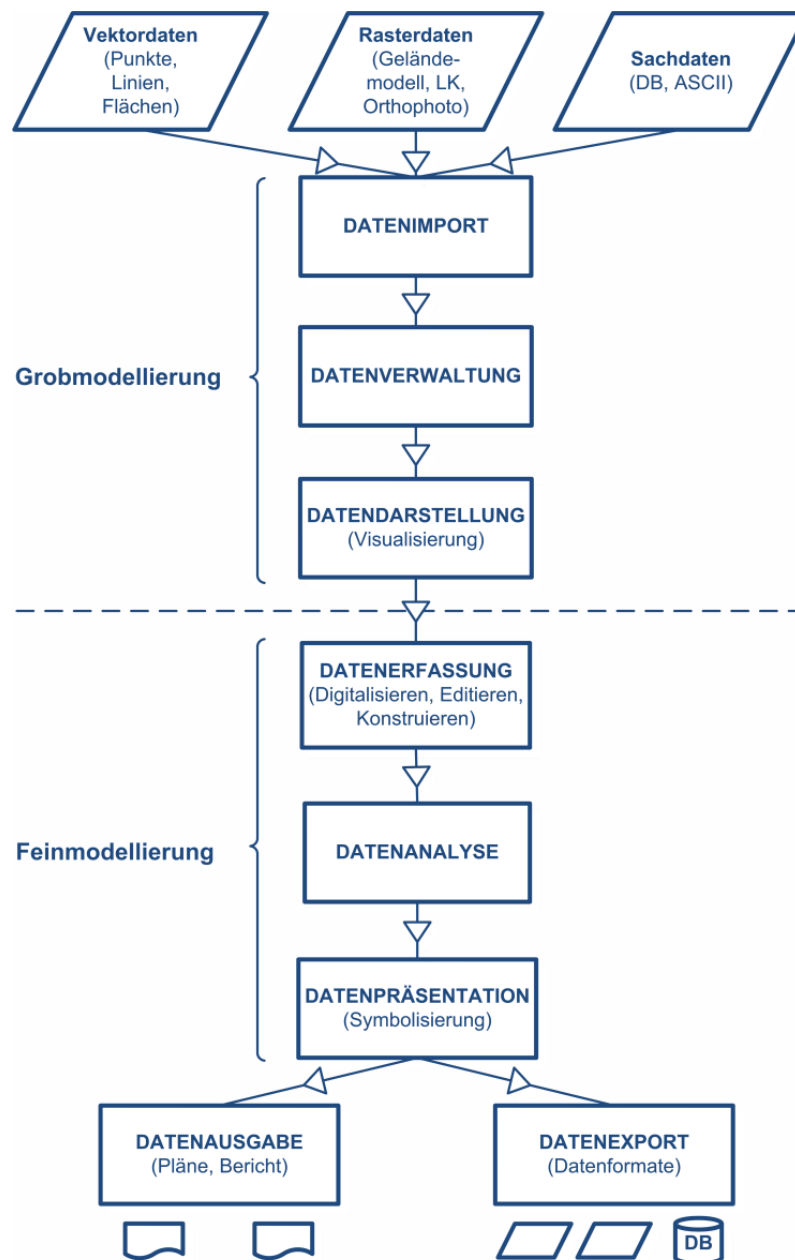 Vektordaten
(Punkte,
Linien,
Flächen)
Rasterdaten
(Gelände-
modell, LK,
Orthophoto)
Sachdaten
(DB, ASCII)
DATENIMPORT
Grobmodellierung
DATENVERWALTUNG
DATENDARSTELLUNG
(Visualisierung)
DATENERFASSUNG
(Digitalisieren, Editieren,
Konstruieren)
Feinmodellierung
DATENANALYSE
DATENPRÄSENTATION
(Symbolisierung)
DATENAUSGABE
(Pläne, Bericht)
DATENEXPORT
(Datenformate)
DB